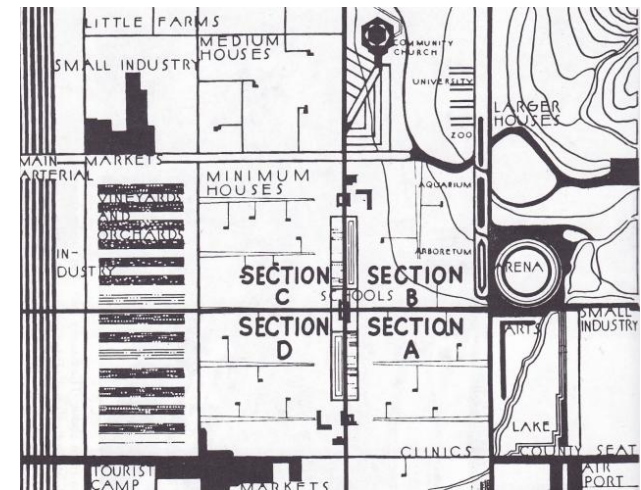 LITTLE FARMS
MEDIUM
HOUSES
COMMUNITY
CHURCH
SMALL INDUSTRY
UNIVERSITY
LARGER
HOUSES
ZOO
MAIN
ARTERIAL
MARKETS
MINIMUM
HOUSES
AQUARIUM
VINEYARDS
AND
ORCHARDS
IN-
DUSTRY
ARBORETUM
ARENA
SECTION
C
SECTION
B
SCHOOLS
SECTION
D
SECTION
A
ARTS
SMALL
INDUSTRY
LAKE
CLINICS
COUNTY SEAT
TOURIST
CAMP
MARKETS
AIR
PORT